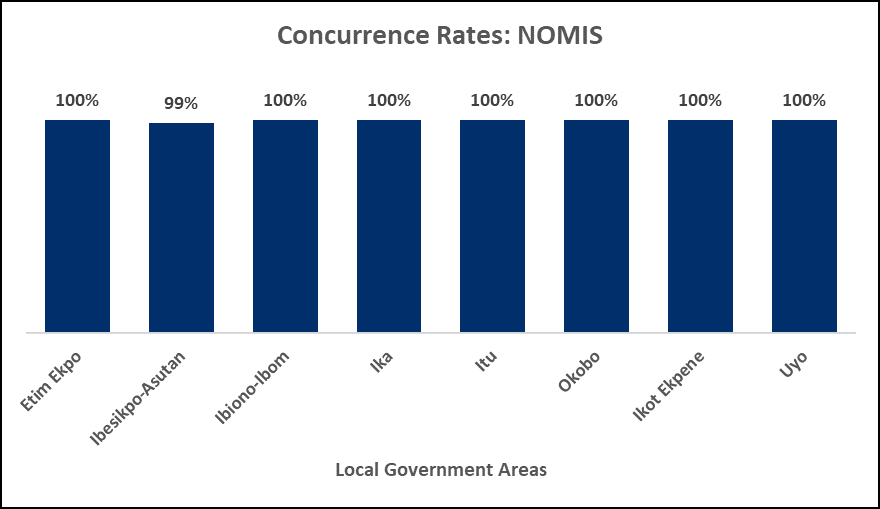 Concurrence Rates: NOMIS
100% 99% 100% 100% 100% 100% 100% 100%
Etim Ekpo
Ibesikpo-Asutan
Ibiono-Ibom
Ika
Itu
Okobo
Ikot Ekpene
Uyo
Local Government Areas